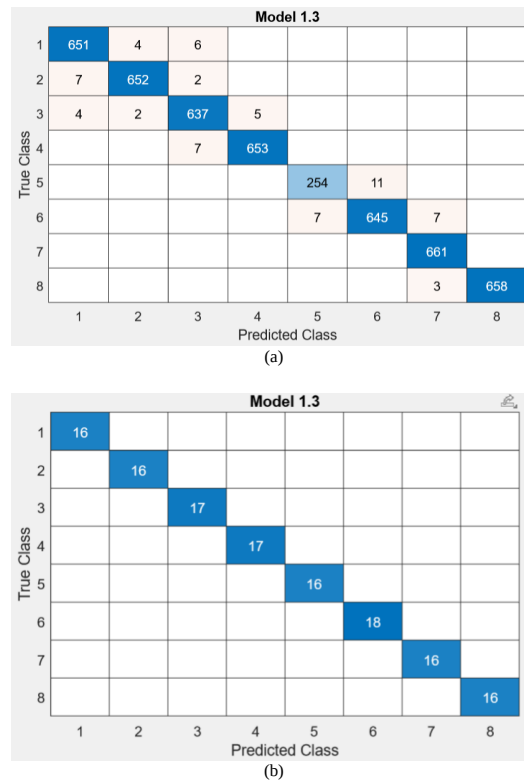 Model 1.3
1 651 4 6
2 7 652 2
3 4 2 637 5
4 7 653
5 254 11
6 7 645 7
7 661
8 3 658
True Class
1 2 3 4 5 6 7 8
Predicted Class
(a)
Model 1.3
1 16
2 16
3 17
4 17
5 16
6 18
7 16
8 16
True Class
1 2 3 4 5 6 7 8
Predicted Class
(b)